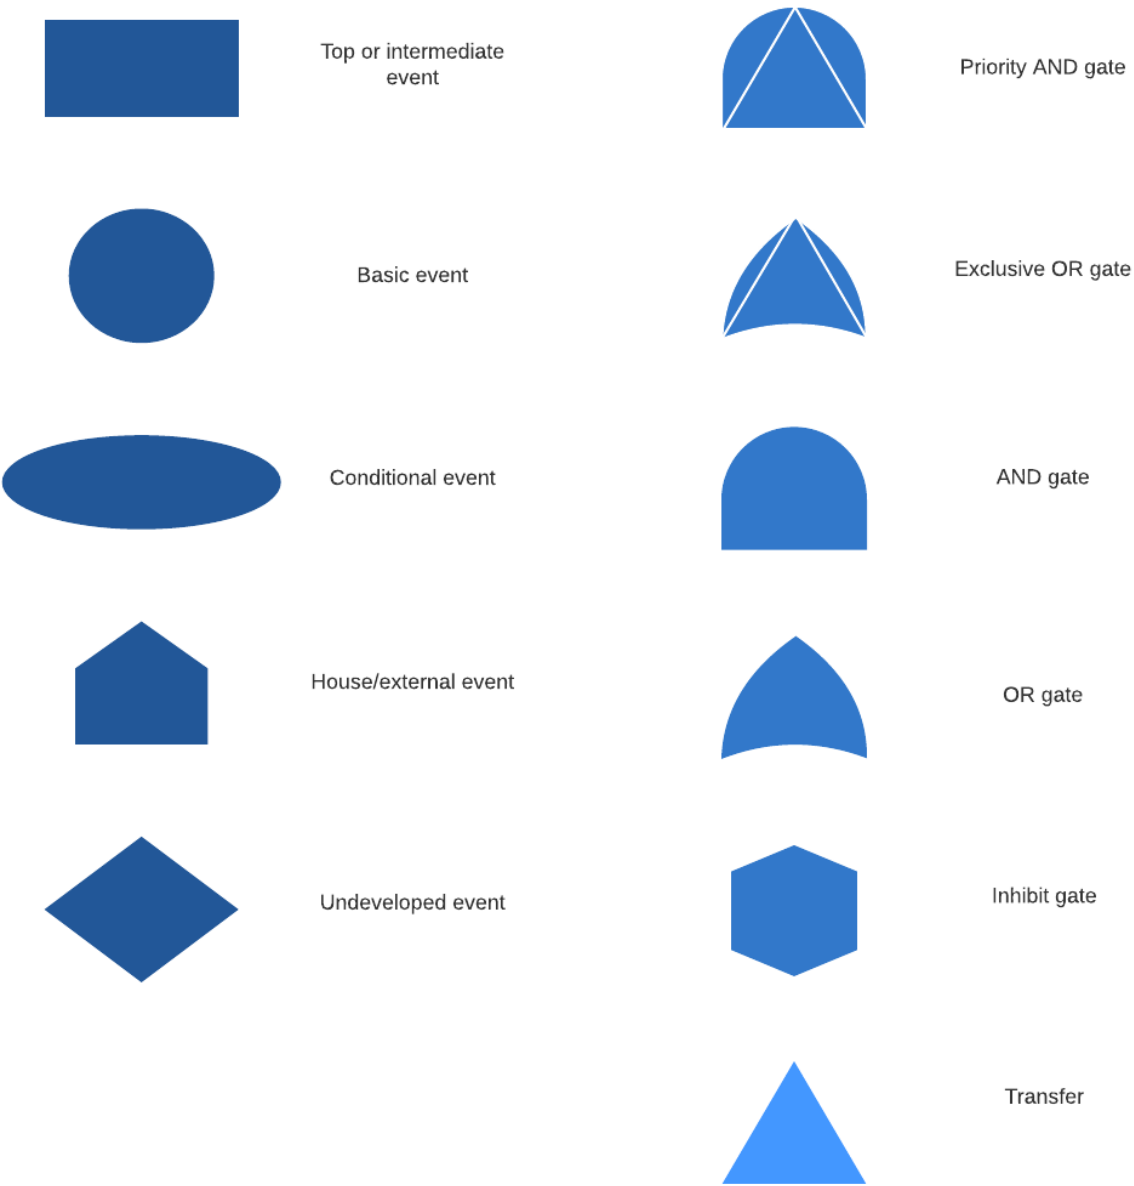 Top or intermediate
event
Priority AND gate
Basic event
Exclusive OR gate
Conditional event
AND gate
House/external event
OR gate
Undeveloped event
Inhibit gate
Transfer